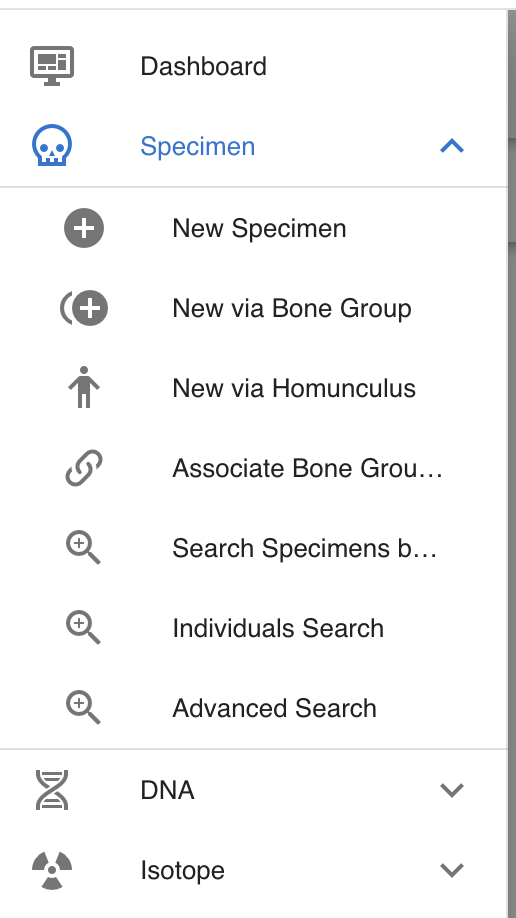 Dashboard
Specimen
New Specimen
New via Bone Group
New via Homunculus
Associate Bone Grou…
Search Specimens b…
Individuals Search
Advanced Search
DNA
Isotope